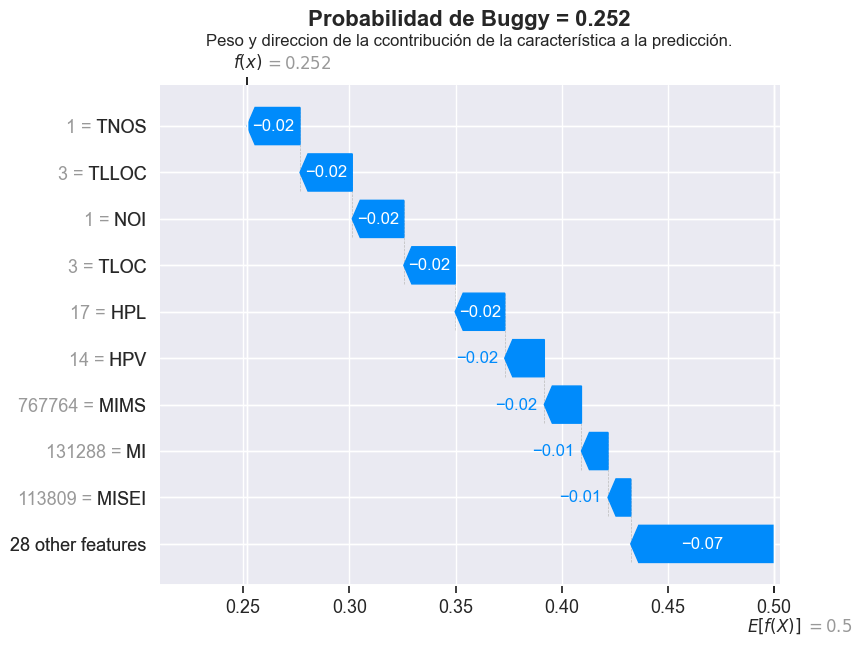 Probabilidad de Buggy = 0.252
Peso y direccion de la ccontribución de la característica a la predicción.
f(x) = 0.252
1 = TNOS −0.02
3 = TLLOC −0.02
1 = NOI −0.02
3 = TLOC −0.02
17 = HPL −0.02
14 = HPV −0.02
767764 = MIMS −0.02
131288 = MI −0.01
113809 = MISEI −0.01
28 other features −0.07
0.25 0.30 0.35 0.40 0.45 0.50
E[f(X)] = 0.5